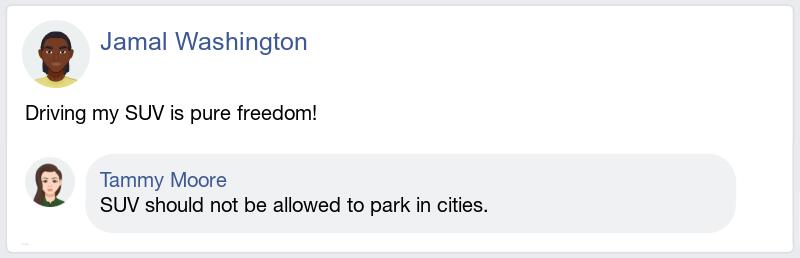 Jamal Washington
Driving my SUV is pure freedom!
Tammy Moore
SUV should not be allowed to park in cities.